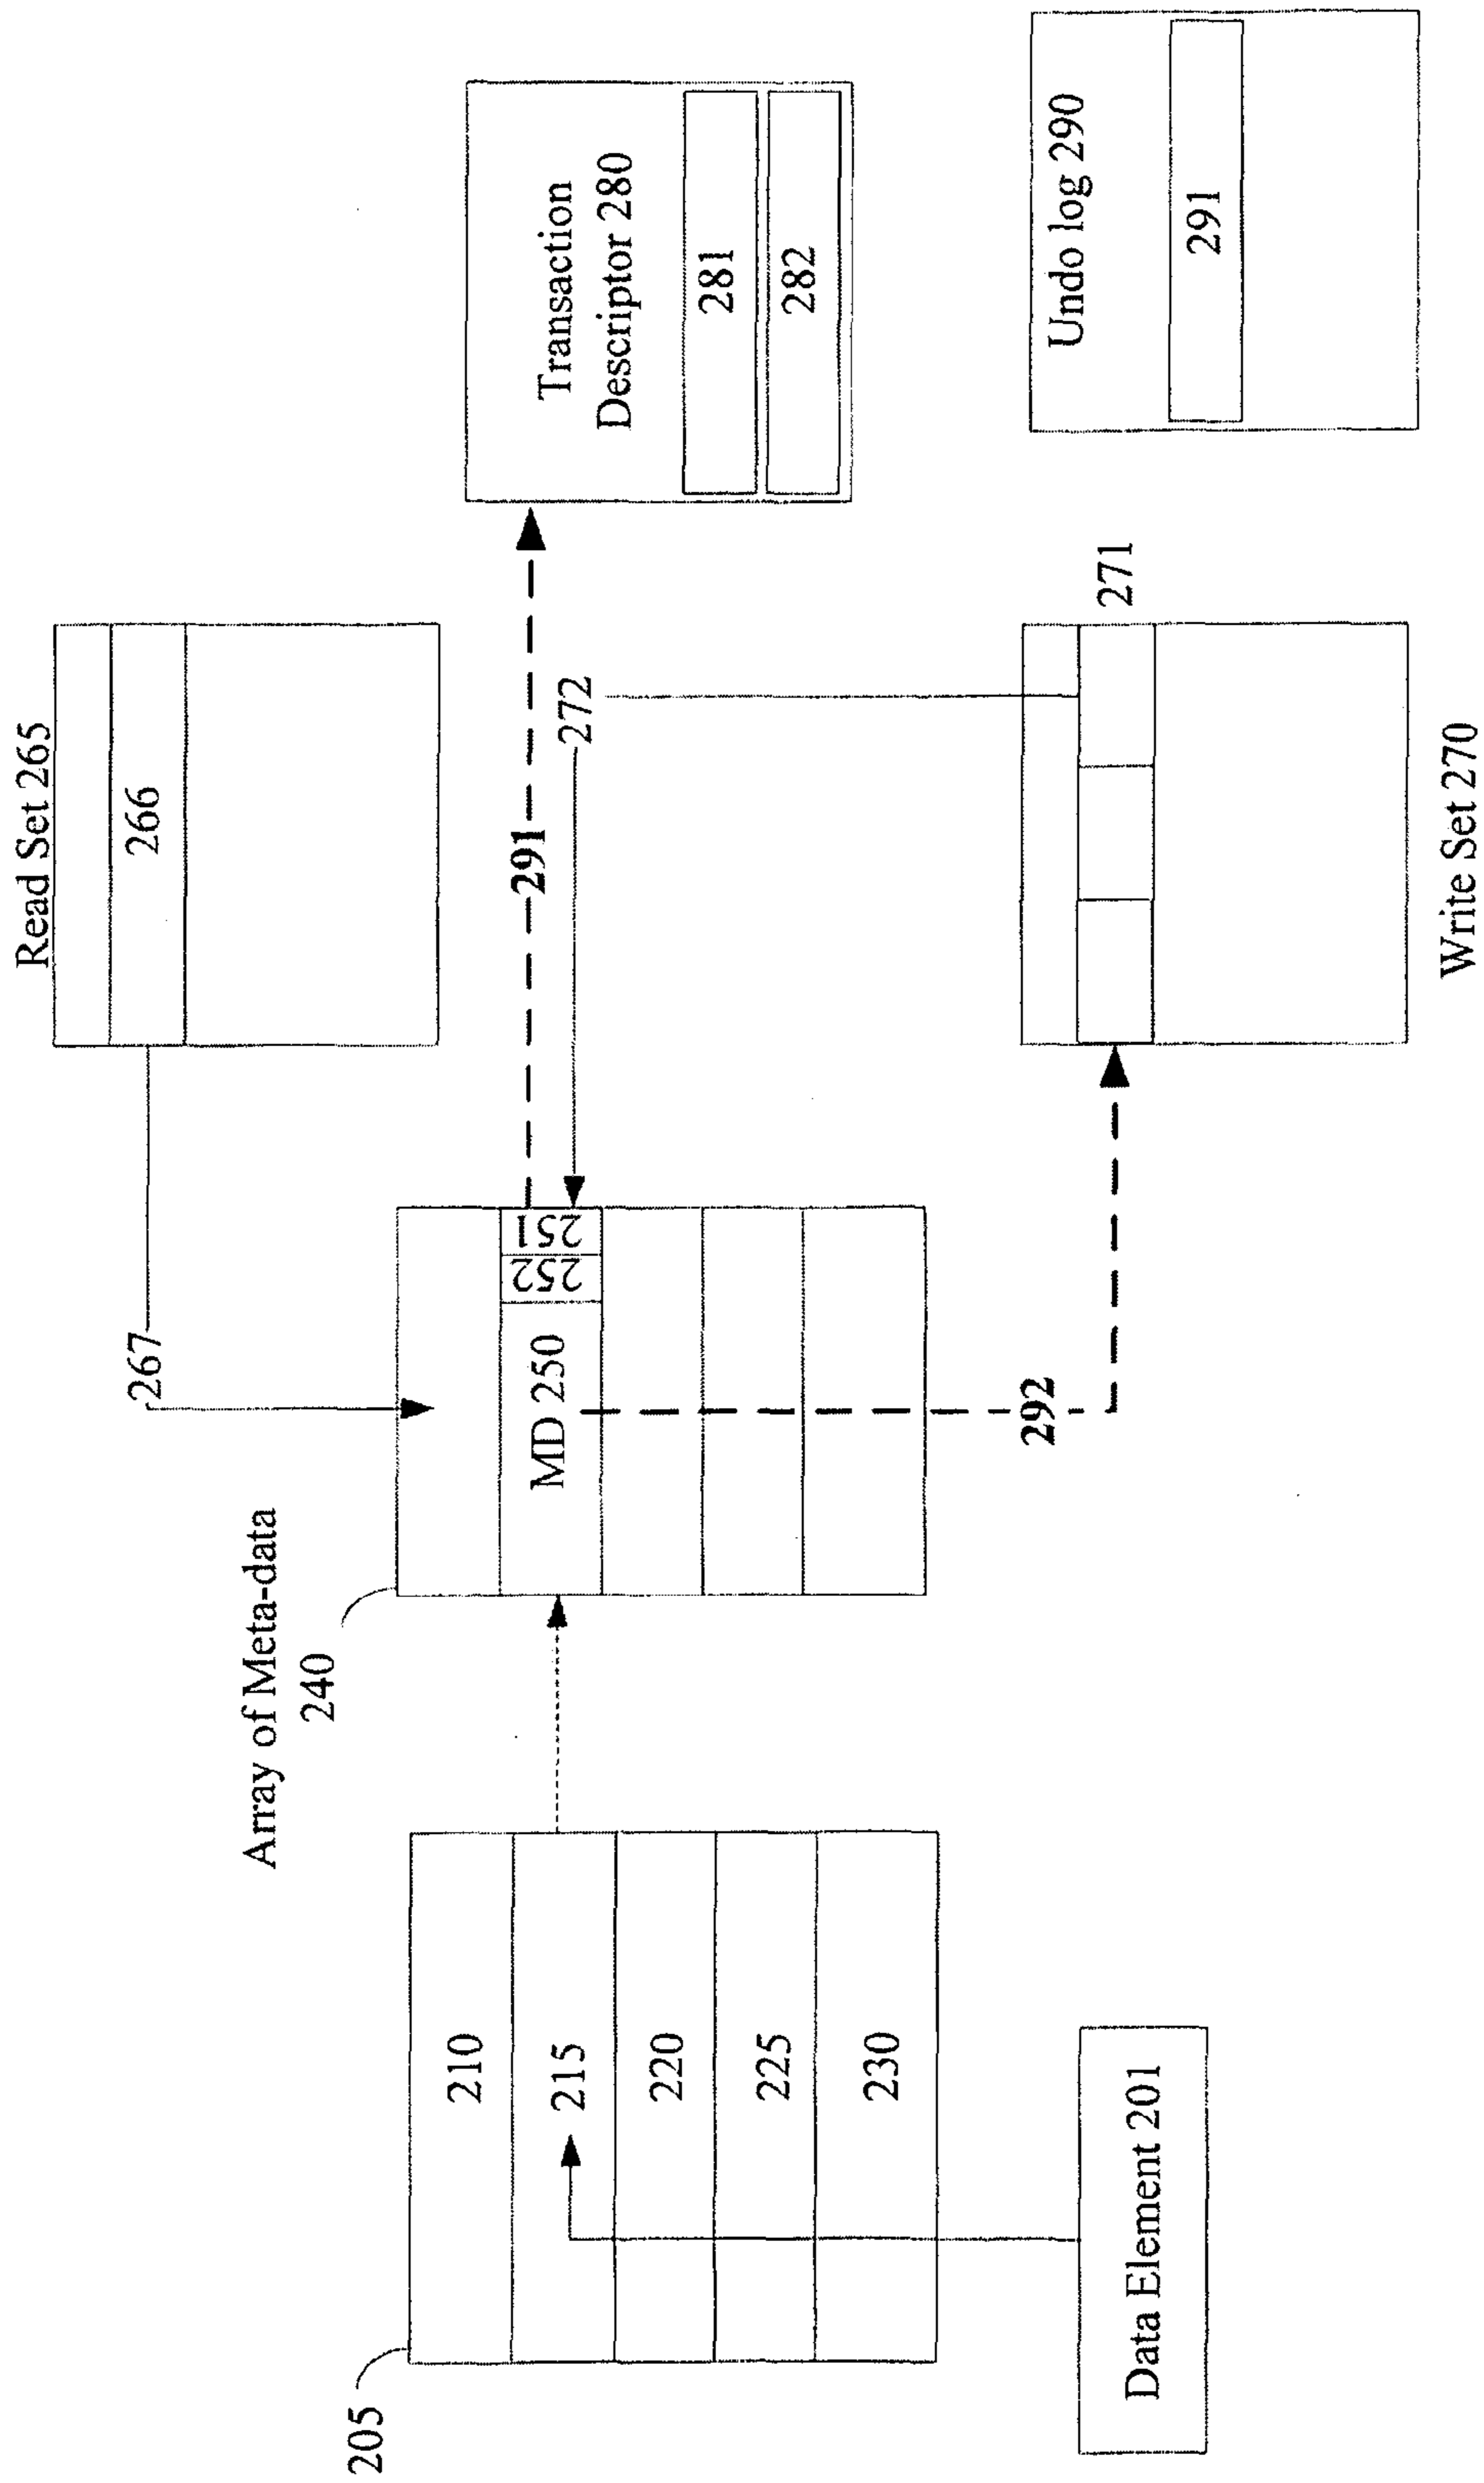 Read Set 265
266
267
Array of Meta-data
240
MD 250
252
251
291
272
Transaction
Descriptor 280
281
282
205
210
215
220
225
230
Data Element 201
292
271
Write Set 270
Undo log 290
291